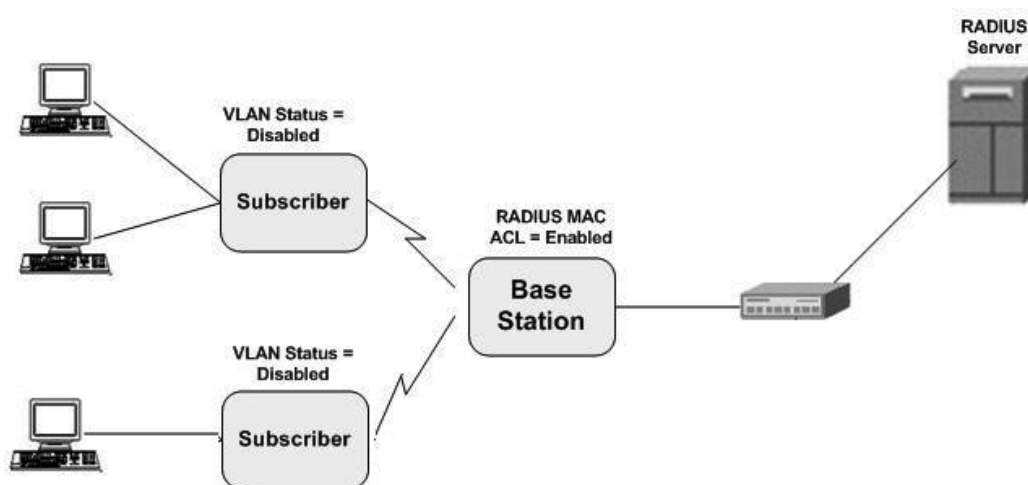 RADIUS
Server
VLAN Status =
Disabled
Subscriber
RADIUS MAC
ACL = Enabled
Base
Station
VLAN Status =
Disabled
Subscriber